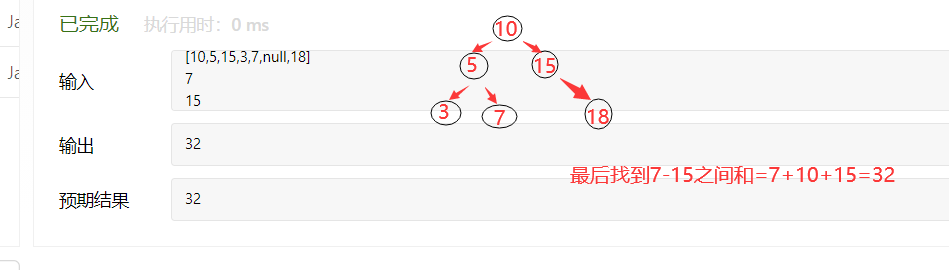 Ja
已完成 执行用时：0 ms
Ja
输入
[10,5,15,3,7,null,18]
7
15
10
5 15
3 7 18
输出
32
最后找到7-15之间和=7+10+15=32
预期结果
32